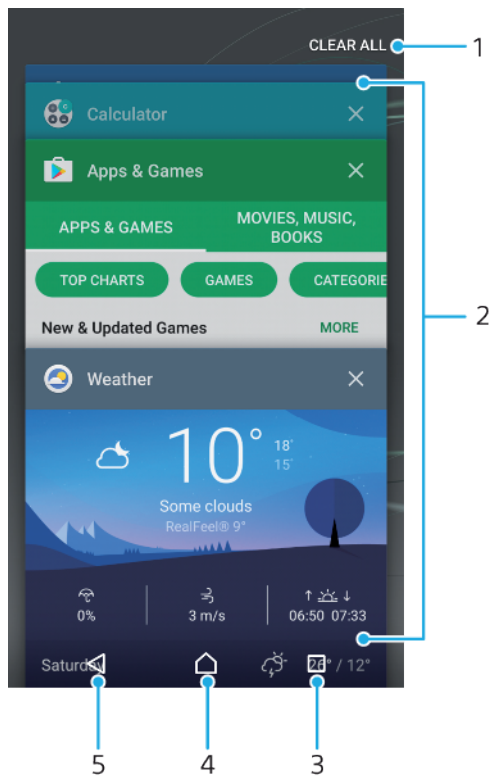 CLEAR ALL
1
Calculator
Apps & Games
APPS & GAMES
MOVIES, MUSIC,
BOOKS
TOP CHARTS
GAMES
CATEGORIE
2
New & Updated Games
MORE
Weather
10°
18°
15°
Some clouds
RealFeel® 9°
0%
3 m/s
↑ ↓
06:50 07:33
Saturday
26° / 12°
5
4
3